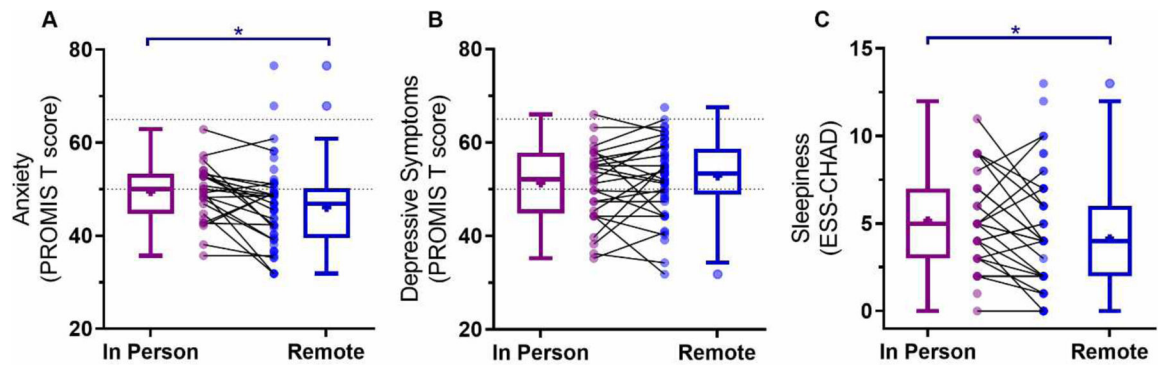 A
*
Anxiety
(PROMIS T score)
80
60
40
20
In Person
Remote
B
Depressive Symptoms
(PROMIS T score)
80
60
40
20
In Person
Remote
C
*
Sleepiness
(ESS-CHAD)
15
10
5
0
In Person
Remote